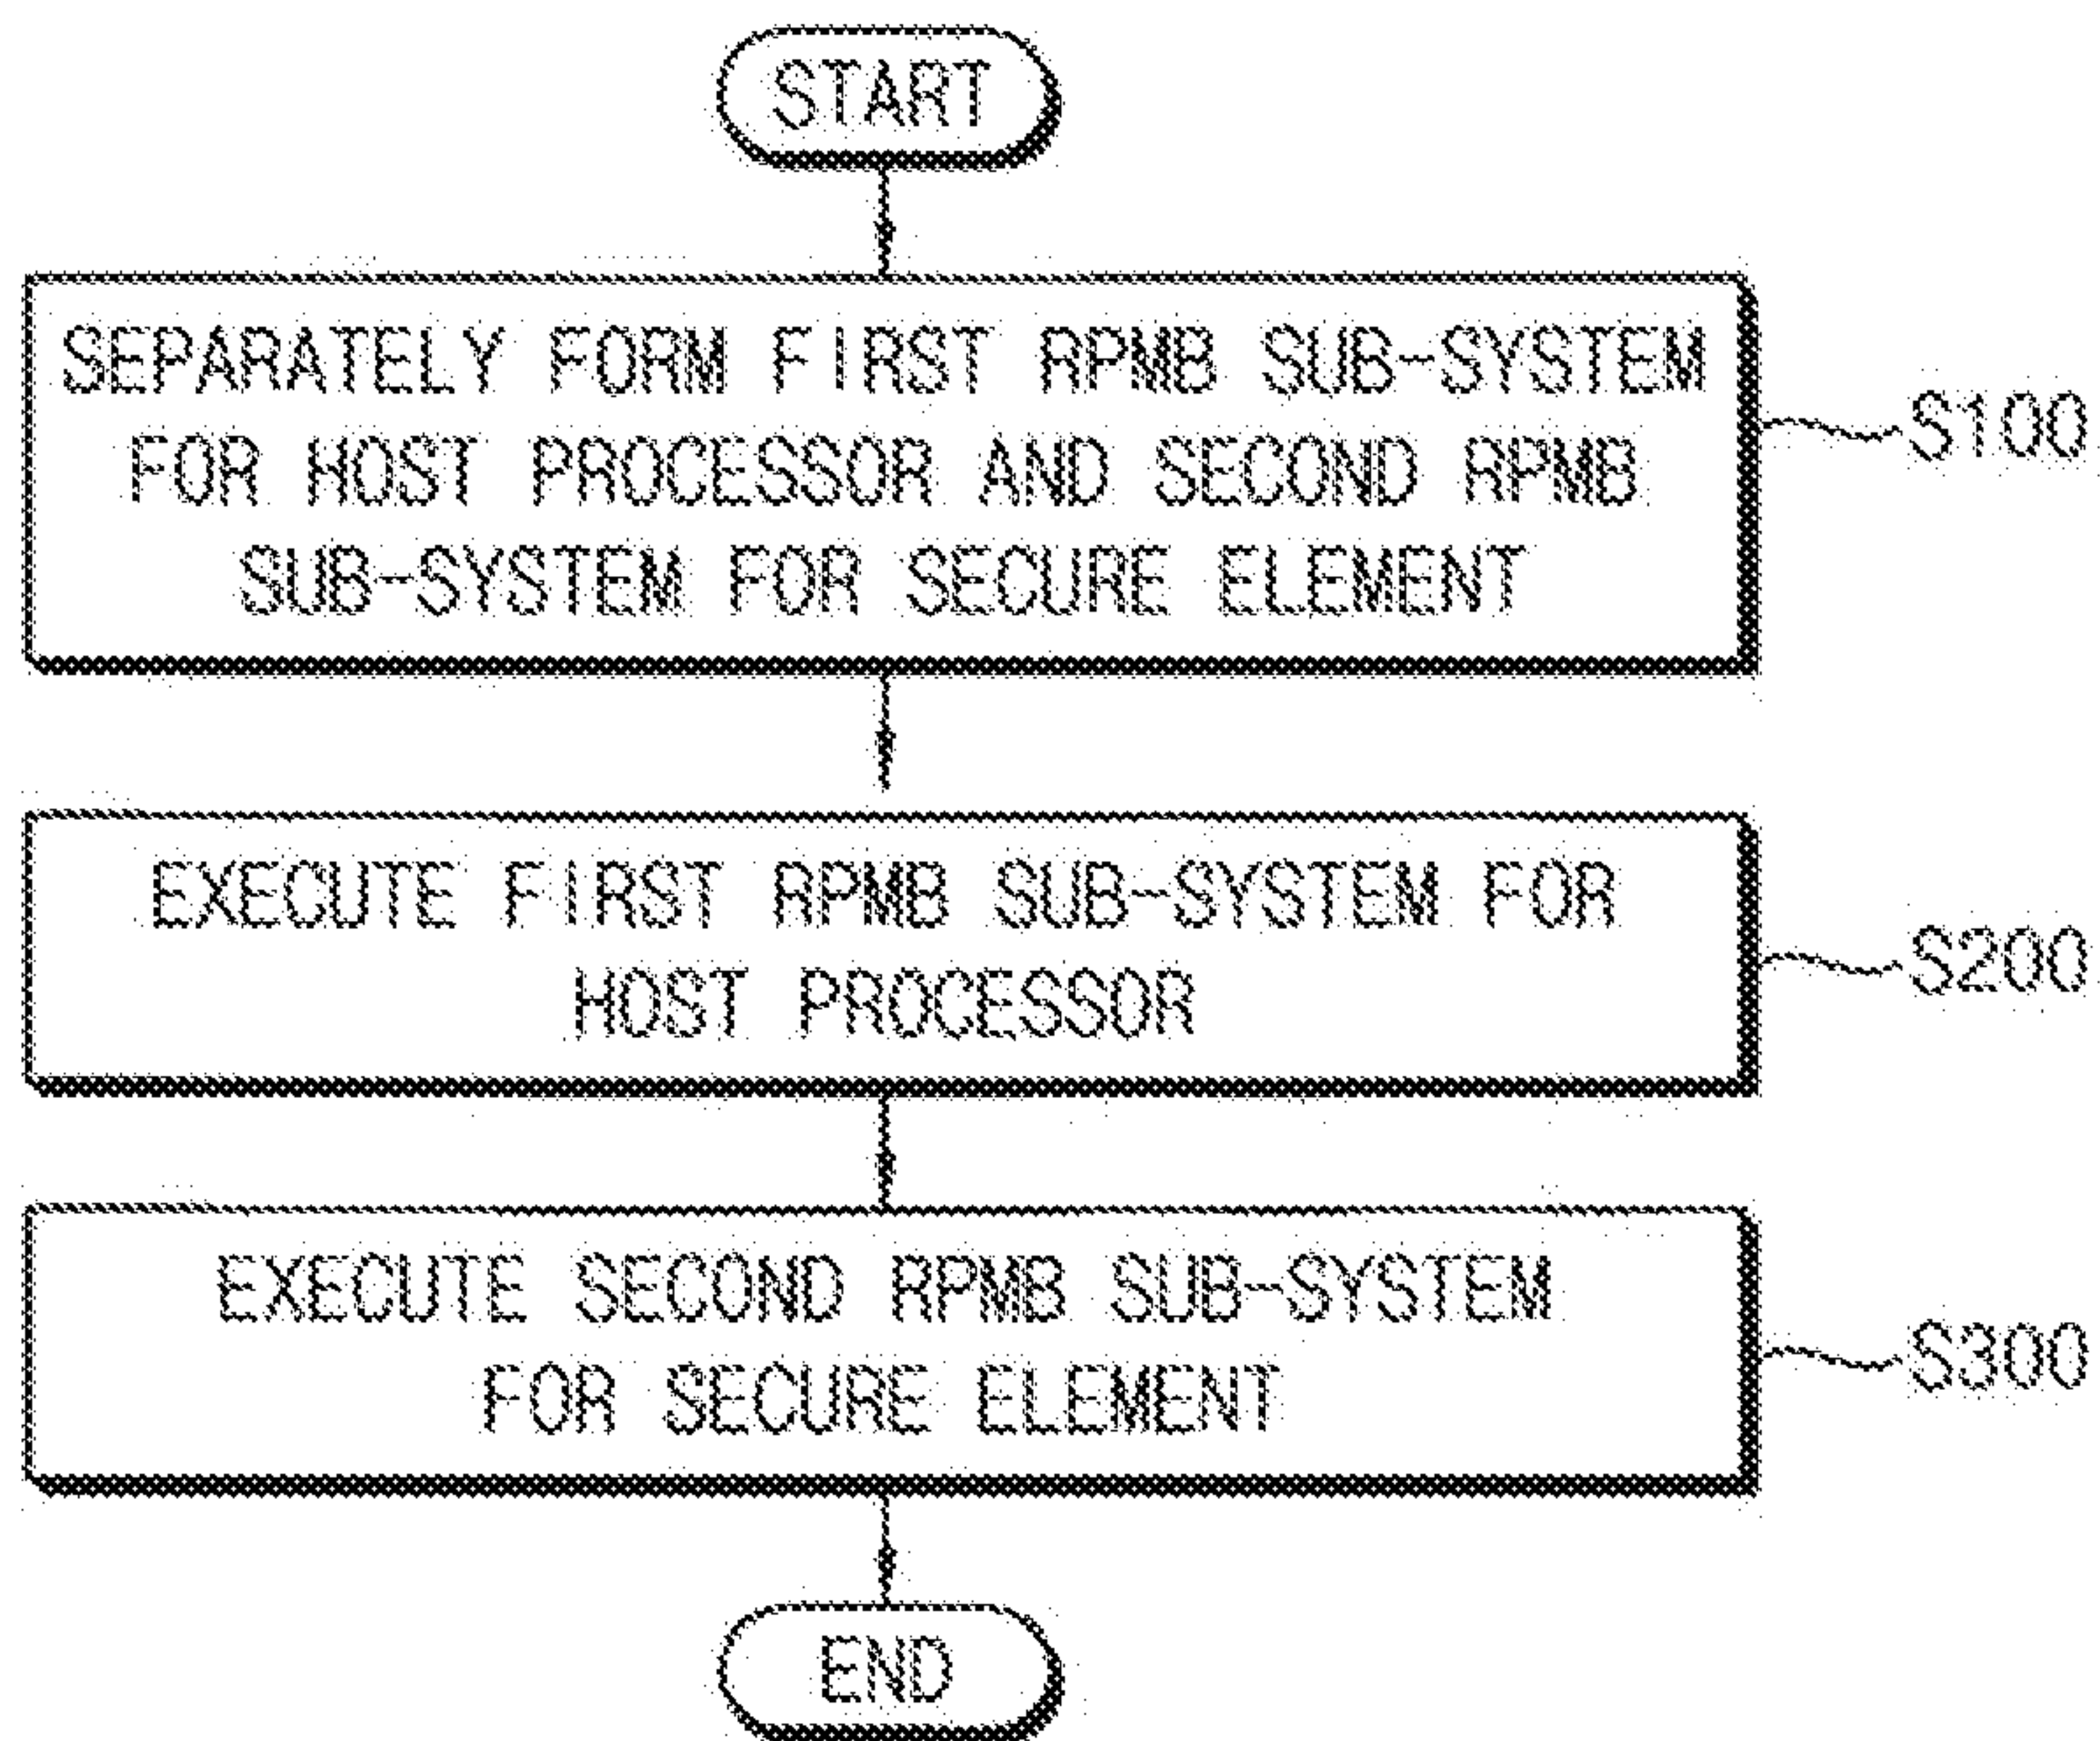 START
SEPARATELY FORM FIRST RPMB SUB-SYSTEM
FOR HOST PROCESSOR AND SECOND RPMB
SUB-SYSTEM FOR SECURE ELEMENT
S100
EXECUTE FIRST RPMB SUB-SYSTEM FOR
HOST PROCESSOR
S200
EXECUTE SECOND RPMB SUB-SYSTEM
FOR SECURE ELEMENT
S300
END